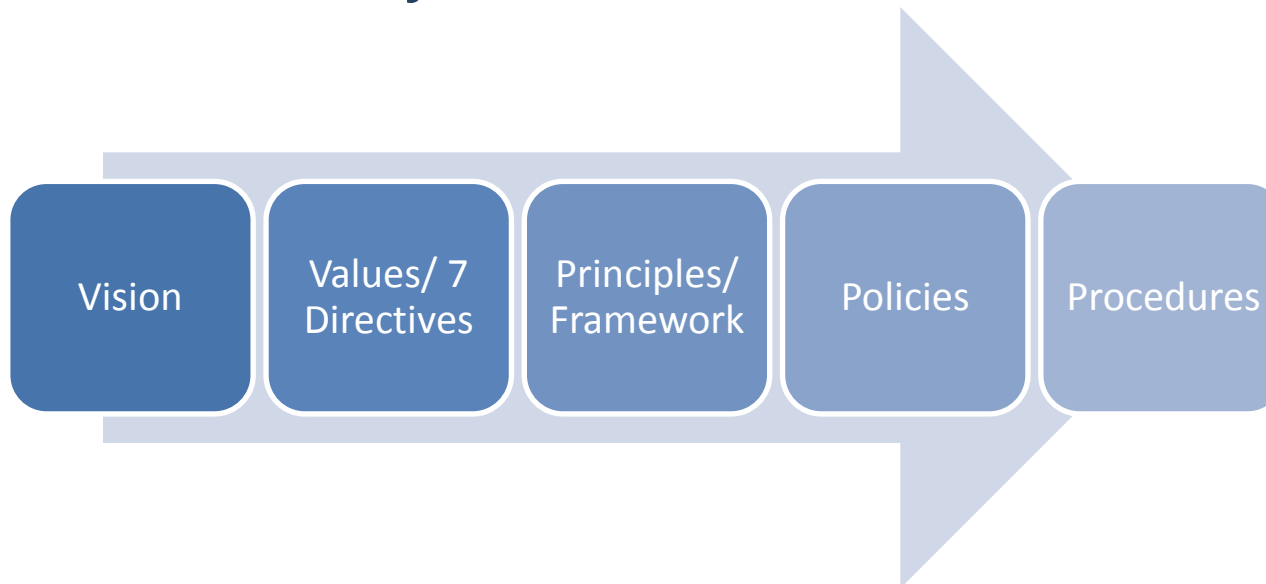 Vision
Values/ 7
Directives
Principles/
Framework
Policies
Procedures